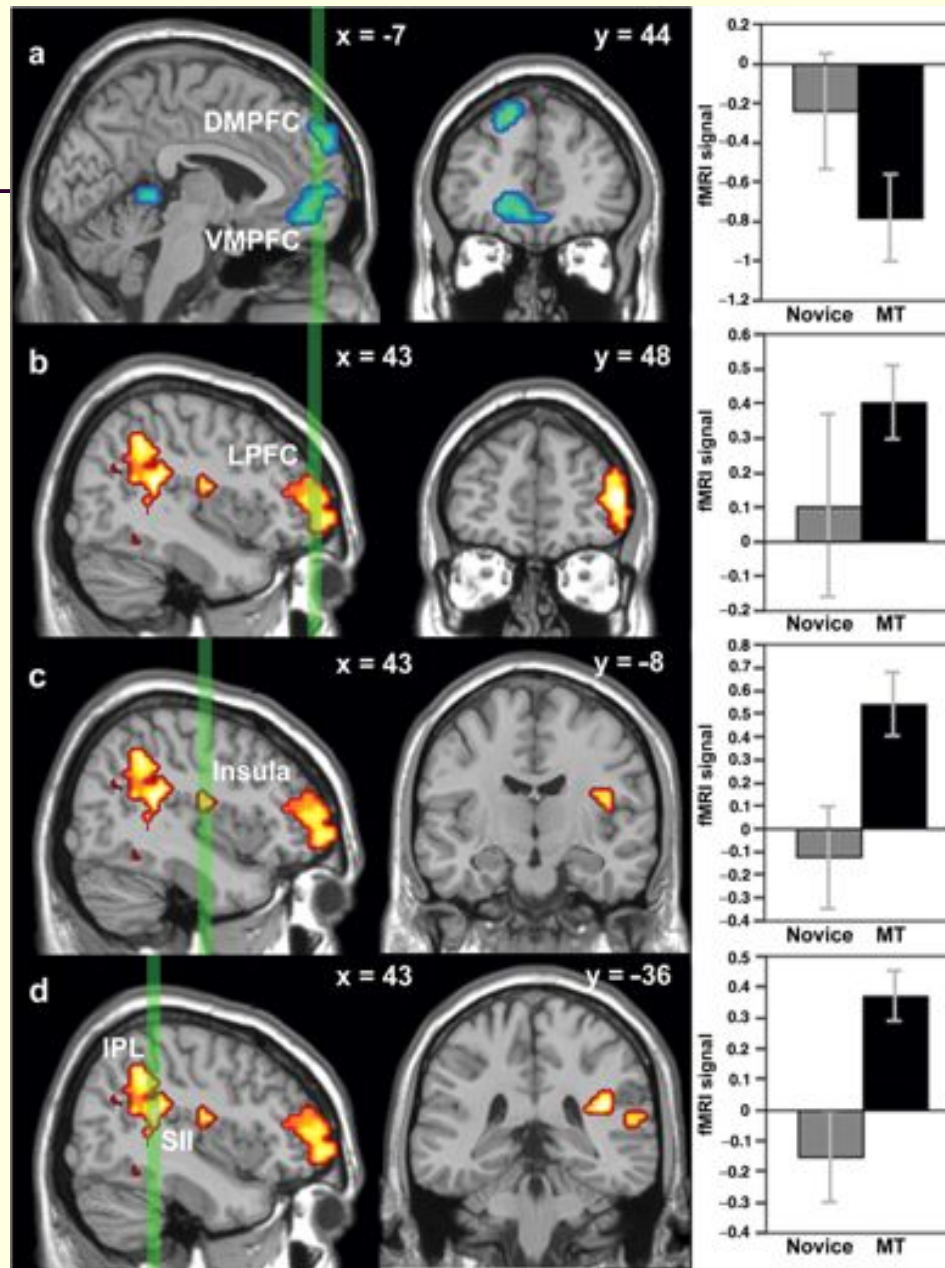 a
x = -7
y = 44
DMPFC
VMPFC
fMRI signal
0.2
0
-0.2
-0.4
-0.6
-0.8
-1
-1.2
Novice MT
b
x = 43
y = 48
LPFC
fMRI signal
0.6
0.5
0.4
0.3
0.2
0.1
0
-0.1
-0.2
Novice MT
c
x = 43
y = -8
Insula
fMRI signal
0.8
0.7
0.6
0.5
0.4
0.3
0.2
0.1
0
-0.1
-0.2
-0.3
-0.4
Novice MT
d
x = 43
y = -36
IPL
SII
fMRI signal
0.5
0.4
0.3
0.2
0.1
0
-0.1
-0.2
-0.3
-0.4
Novice MT